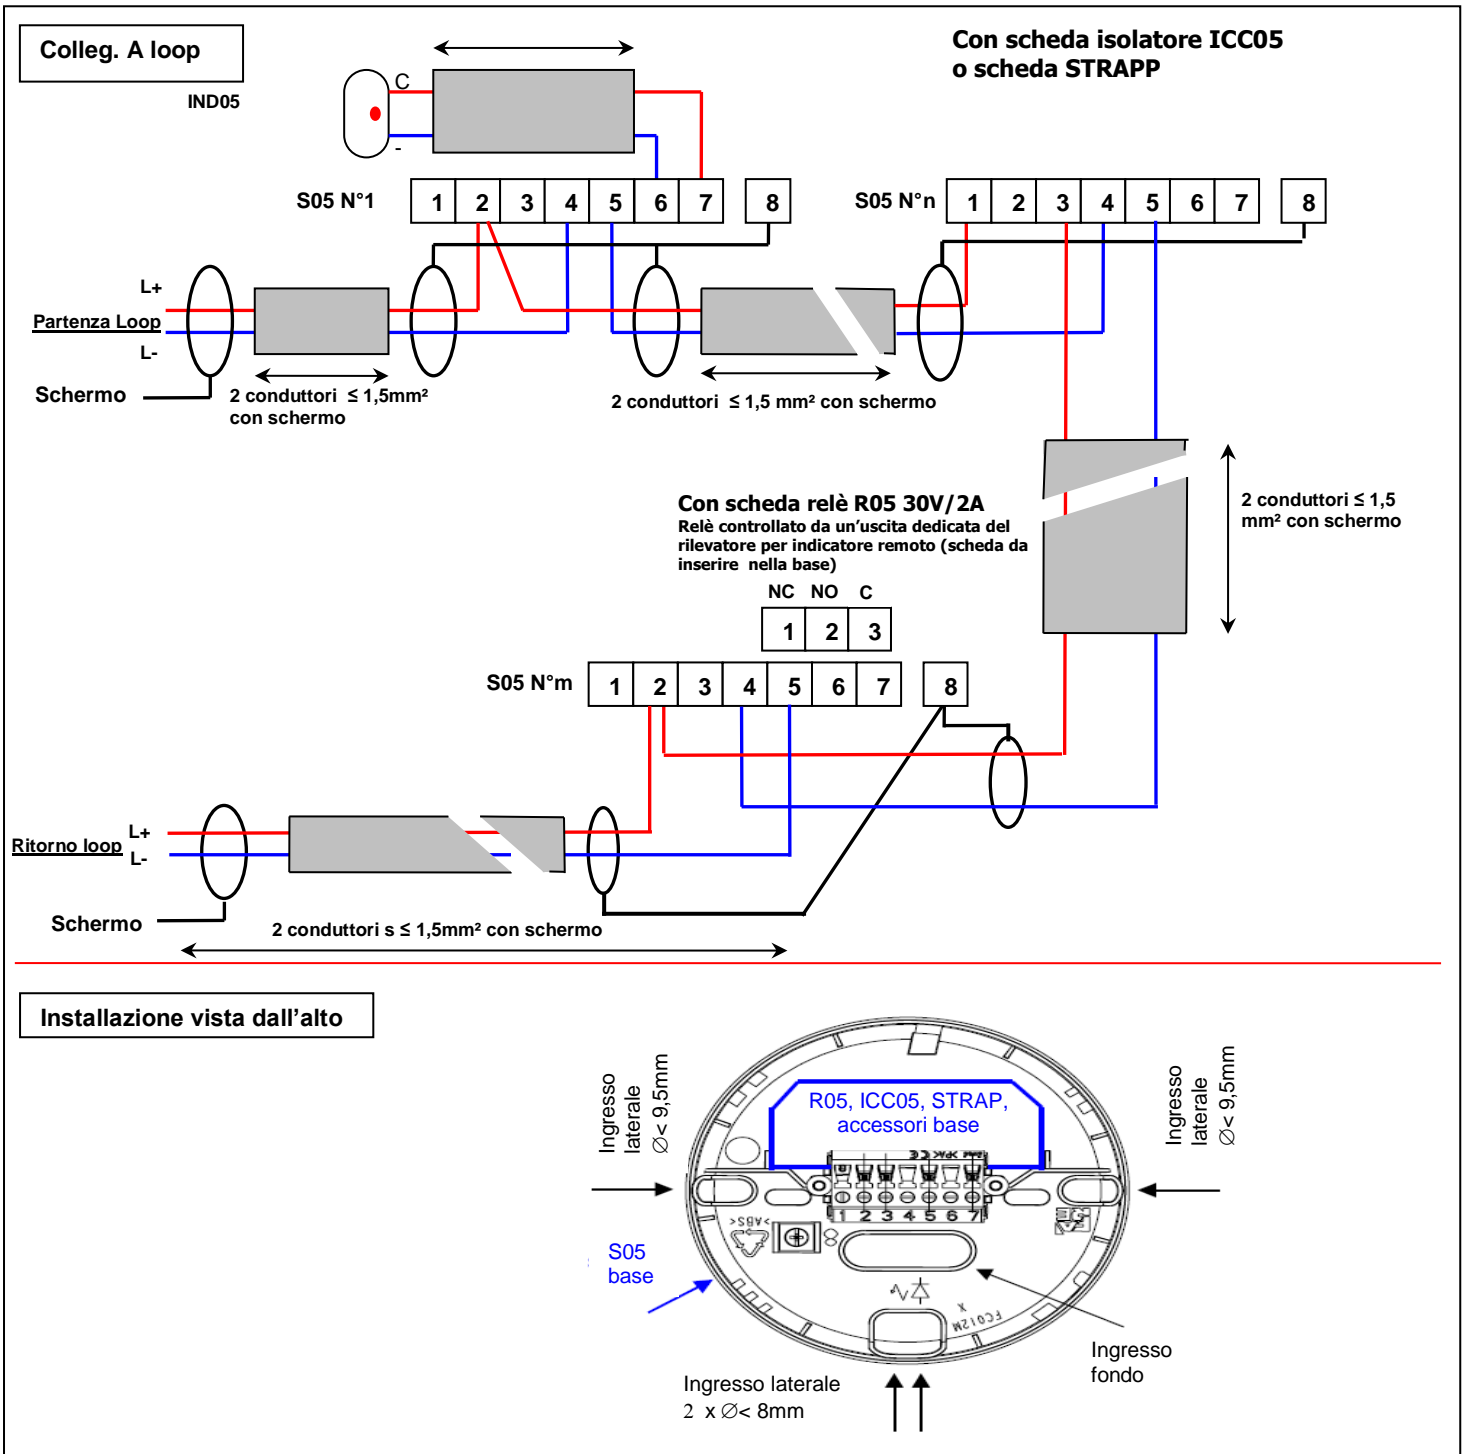 Colleg. A loop
Con scheda isolatore ICC05
o scheda STRAPP
IND05
C
-
S05 N°1
1 2 3 4 5 6 7 8
S05 N°n
1 2 3 4 5 6 7 8
L+
Partenza Loop
L-
Schermo
2 conduttori ≤ 1,5mm²
con schermo
2 conduttori ≤ 1,5 mm² con schermo
2 conduttori ≤ 1,5
mm² con schermo
Con scheda relè R05 30V/2A
Relè controllato da un'uscita dedicata del
rilevatore per indicatore remoto (scheda da
inserire nella base)
NC NO C
1 2 3
S05 N°m
1 2 3 4 5 6 7 8
L+
Ritorno loop
L-
Schermo
2 conduttori s ≤ 1,5mm² con schermo
Installazione vista dall'alto
Ingresso
laterale
∅< 9,5mm
Ingresso
laterale
∅< 9,5mm
R05, ICC05, STRAP,
accessori base
1 2 3 4 5 6 7
>ABS<
S05
base
FC012M
X
Ingresso
fondo
Ingresso laterale
2 x ∅< 8mm